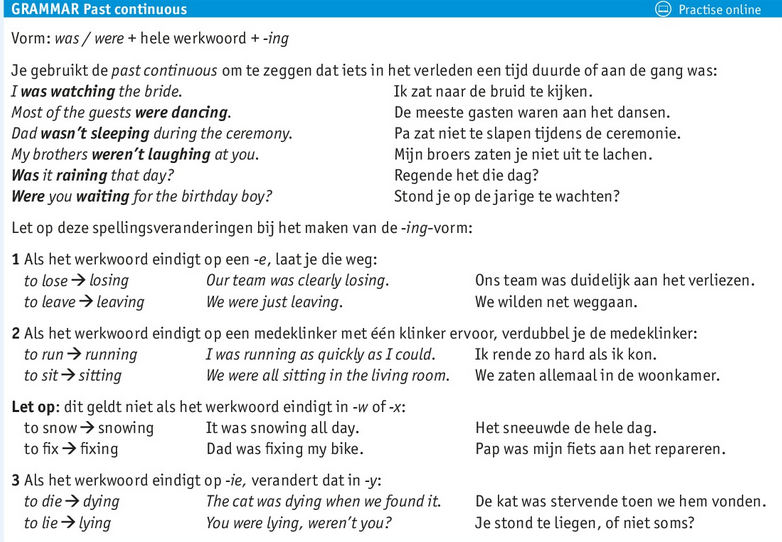 GRAMMAR Past continuous Practise online
Vorm: was / were + hele werkwoord + -ing
Je gebruikt de past continuous om te zeggen dat iets in het verleden een tijd duurde of aan de gang was:
I was watching the bride. Ik zat naar de bruid te kijken.
Most of the guests were dancing. De meeste gasten waren aan het dansen.
Dad wasn't sleeping during the ceremony. Pa zat niet te slapen tijdens de ceremonie.
My brothers weren't laughing at you. Mijn broers zaten je niet uit te lachen.
Was it raining that day? Regende het die dag?
Were you waiting for the birthday boy? Stond je op de jarige te wachten?
Let op deze spellingsveranderingen bij het maken van de -ing-vorm:
1 Als het werkwoord eindigt op een -e, laat je die weg:
to lose → losing Our team was clearly losing. Ons team was duidelijk aan het verliezen.
to leave → leaving We were just leaving. We wilden net weggaan.
2 Als het werkwoord eindigt op een medeklinker met één klinker ervoor, verdubbel je de medeklinker:
to run → running I was running as quickly as I could. Ik rende zo hard als ik kon.
to sit → sitting We were all sitting in the living room. We zaten allemaal in de woonkamer.
Let op: dit geldt niet als het werkwoord eindigt in -w of -x:
to snow → snowing It was snowing all day. Het sneeuwde de hele dag.
to fix → fixing Dad was fixing my bike. Pap was mijn fiets aan het repareren.
3 Als het werkwoord eindigt op -ie, verandert dat in -y:
to die → dying The cat was dying when we found it. De kat was stervende toen we hem vonden.
to lie → lying You were lying, weren't you? Je stond te liegen, of niet soms?